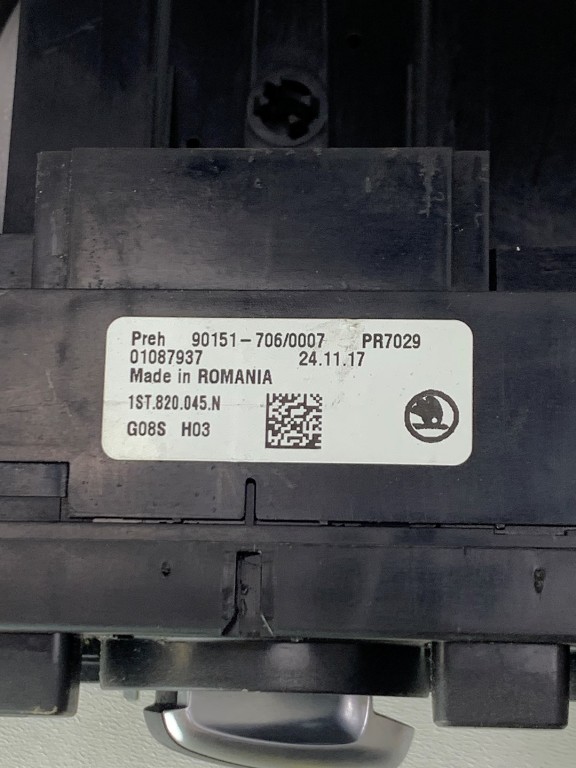 Preh 90151-706/0007 PR7029
01087937 24.11.17
Made in ROMANIA
1ST.820.045.N
G08S H03